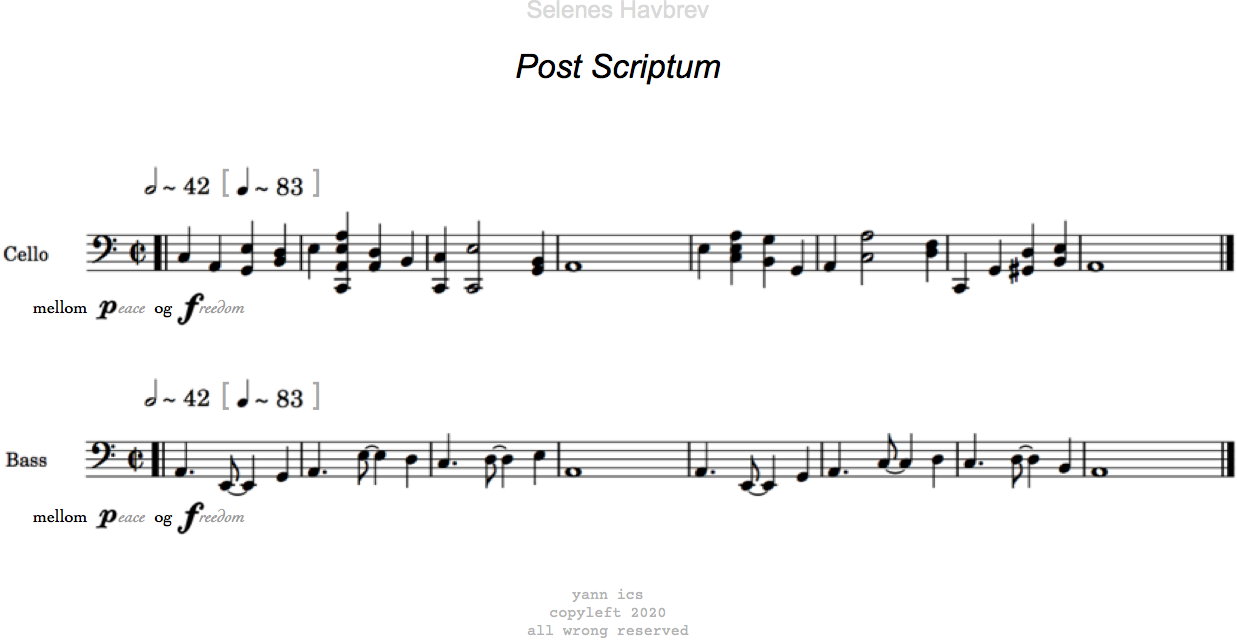 Selenes Havbrev
Post Scriptum
~ 42 [ ~ 83 ]
Cello
mellom peace og freedom
~ 42 [ ~ 83 ]
Bass
mellom peace og freedom
yann ics
copyleft 2020
all wrong reserved